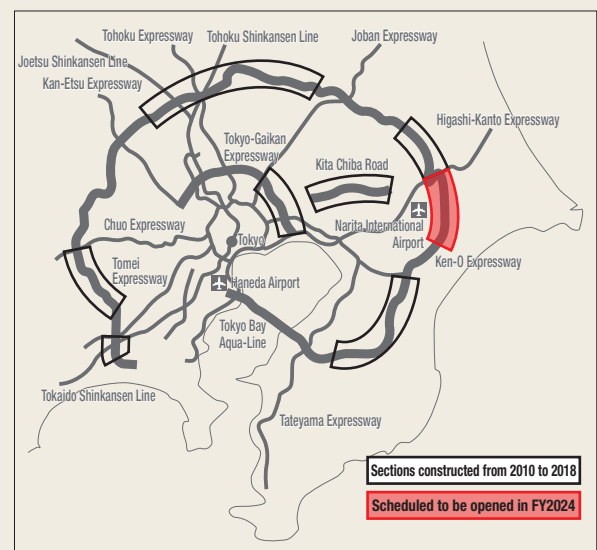 Tohoku Expressway
Tohoku Shinkansen Line
Joban Expressway
Joetsu Shinkansen Line
Kan-Etsu Expressway
Higashi-Kanto Expressway
Tokyo-Gaikan
Expressway
Kita Chiba Road
Chuo Expressway
Tokyo
Narita International
Airport
Ken-O Expressway
Tomei
Expressway
Haneda Airport
Tokyo Bay
Aqua-Line
Tokaido Shinkansen Line
Tateyama Expressway
Sections constructed from 2010 to 2018
Scheduled to be opened in FY2024